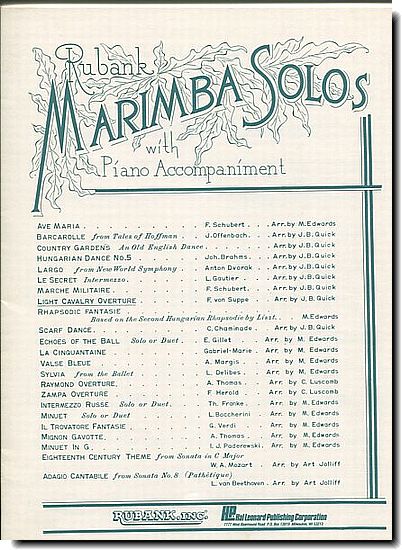 Rubank
MARIMBA SOLOS
with
Piano Accompaniment
AVE MARIA . . . . . . . . F. Schubert . . . Arr. by M. Edwards
BARCAROLLE from Tales of Hoffman . . . J. Offenbach . . . Arr. by J. B. Quick
COUNTRY GARDENS An Old English Dance . . . . . . . Arr. by J. B. Quick
HUNGARIAN DANCE No. 5 . . . . . Joh. Brahms . . . Arr. by J. B. Quick
LARGO from New World Symphony . . . Anton Dvorak . . . Arr. by J. B. Quick
LE SECRET Intermezzo . . . . . L. Gautier . . . Arr. by J. B. Quick
MARCHE MILITAIRE . . . . . . F. Schubert . . . Arr. by J. B. Quick
LIGHT CAVALRY OVERTURE . . . . . F. von Suppe . . . Arr. by J. B. Quick
RHAPSODIC FANTASIE
Based on the Second Hungarian Rhapsodie by Liszt . . M. Edwards
SCARF DANCE . . . . . . . C. Chaminade . . . Arr. by J. B. Quick
ECHOES OF THE BALL Solo or Duet . . E. Gillet . . Arr. by M. Edwards
LA CINQUANTAINE . . . . . . Gabriel-Marie . . Arr. by M. Edwards
VALSE BLEUE . . . . . . . A. Margis . . . Arr. by M. Edwards
SYLVIA from the Ballet . . . . . L. Delibes . . . Arr. by M. Edwards
RAYMOND OVERTURE . . . . . . A. Thomas . . . Arr. by C. Luscomb
ZAMPA OVERTURE . . . . . . F. Herold . . . Arr. by C. Luscomb
INTERMEZZO RUSSE Solo or Duet . . . Th. Franke . . . Arr. by M. Edwards
MINUET Solo or Duet . . . . . L. Boccherini . . Arr. by M. Edwards
IL TROVATORE FANTASIE . . . . . G. Verdi . . . Arr. by M. Edwards
MIGNON GAVOTTE . . . . . . A. Thomas . . . Arr. by M. Edwards
MINUET IN G . . . . . . . I. J. Paderewski . . Arr. by M. Edwards
EIGHTEENTH CENTURY THEME from Sonata in C Major
W. A. Mozart . . Arr. by Art Jolliff
ADAGIO CANTABILE from Sonata No. 8 (Pathétique)
L. van Beethoven . Arr. by Art Jolliff
RUBANK, INC.
HL Hal Leonard Publishing Corporation
7777 West Bluemound Road P.O. Box 13819 Milwaukee, WI 53213